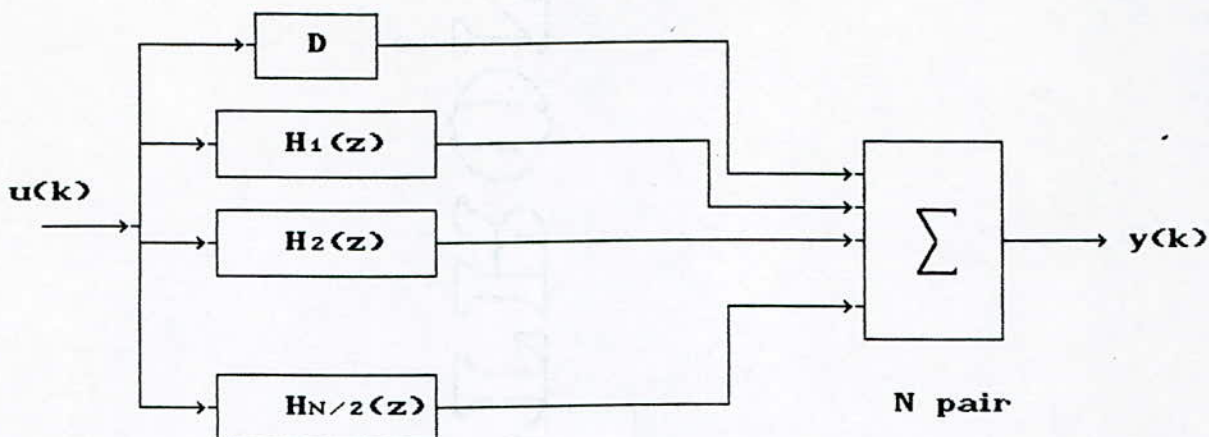 D
H1(z)
u(k)
H2(z)
∑
y(k)
HN/2(z)
N pair